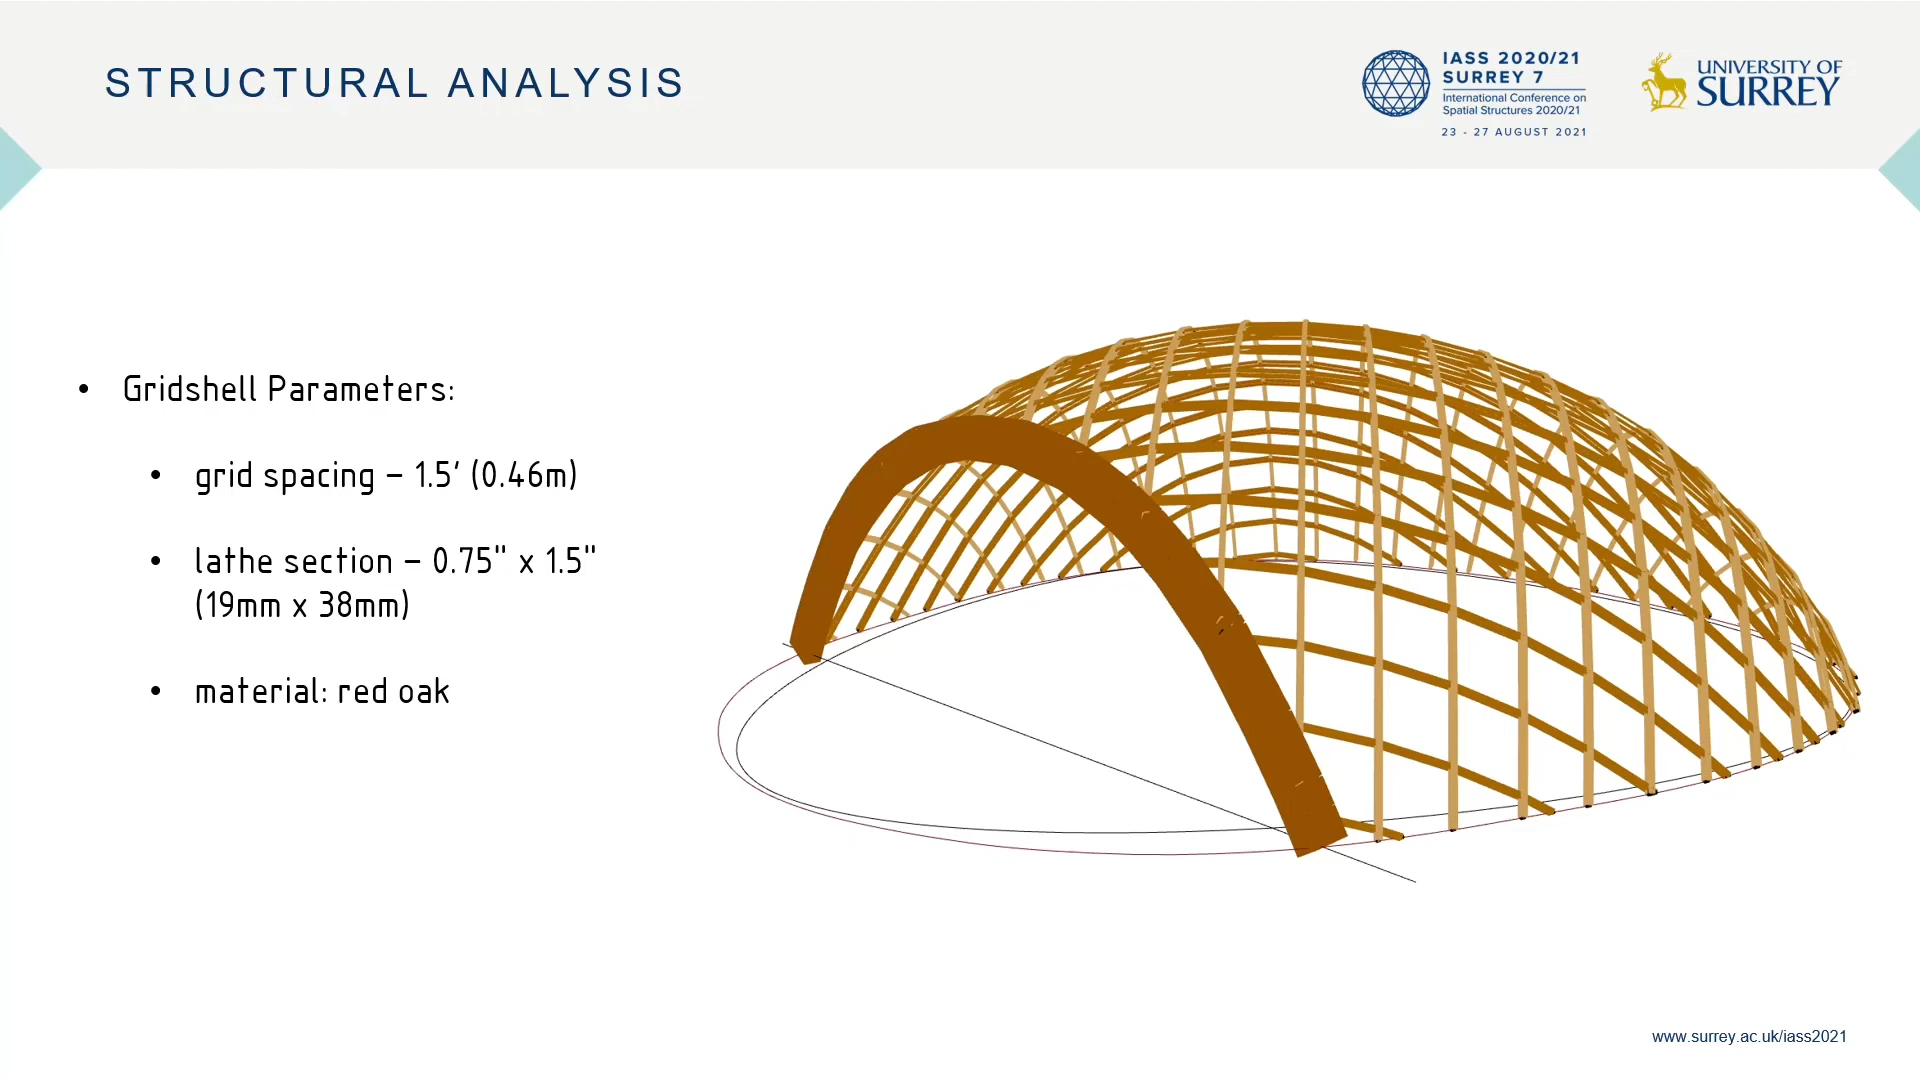 STRUCTURAL ANALYSIS
IASS 2020/21
SURREY 7
International Conference on
Spatial Structures 2020/21
23 - 27 AUGUST 2021
UNIVERSITY OF
SURREY
• Gridshell Parameters:
• grid spacing – 1.5' (0.46m)
• lathe section – 0.75" x 1.5"
(19mm x 38mm)
• material: red oak
www.surrey.ac.uk/iass2021